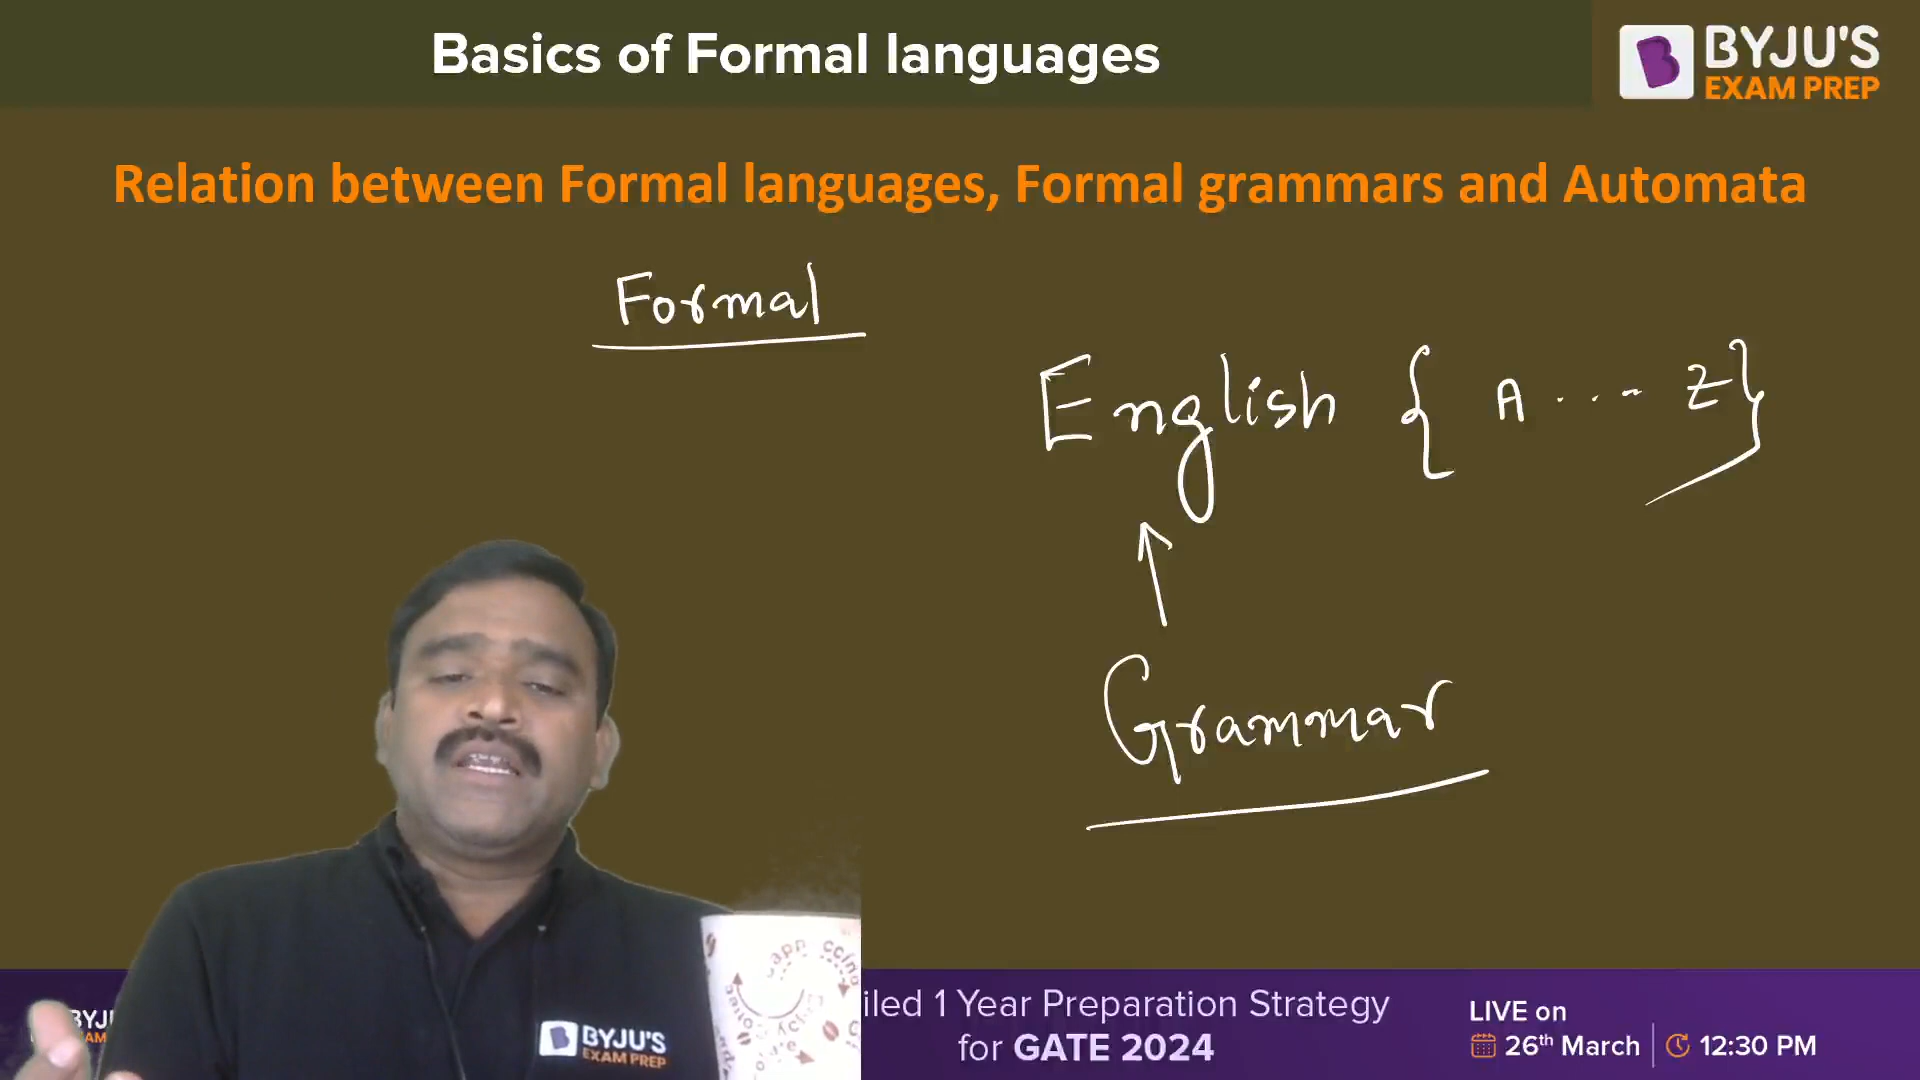 Basics of Formal languages
BYJU'S
EXAM PREP
Relation between Formal languages, Formal grammars and Automata
Formal
English { A ... - Z}
Grammar
BYJU'S
EXAM PREP
iled 1 Year Preparation Strategy
for GATE 2024
LIVE on
26th March | 12:30 PM